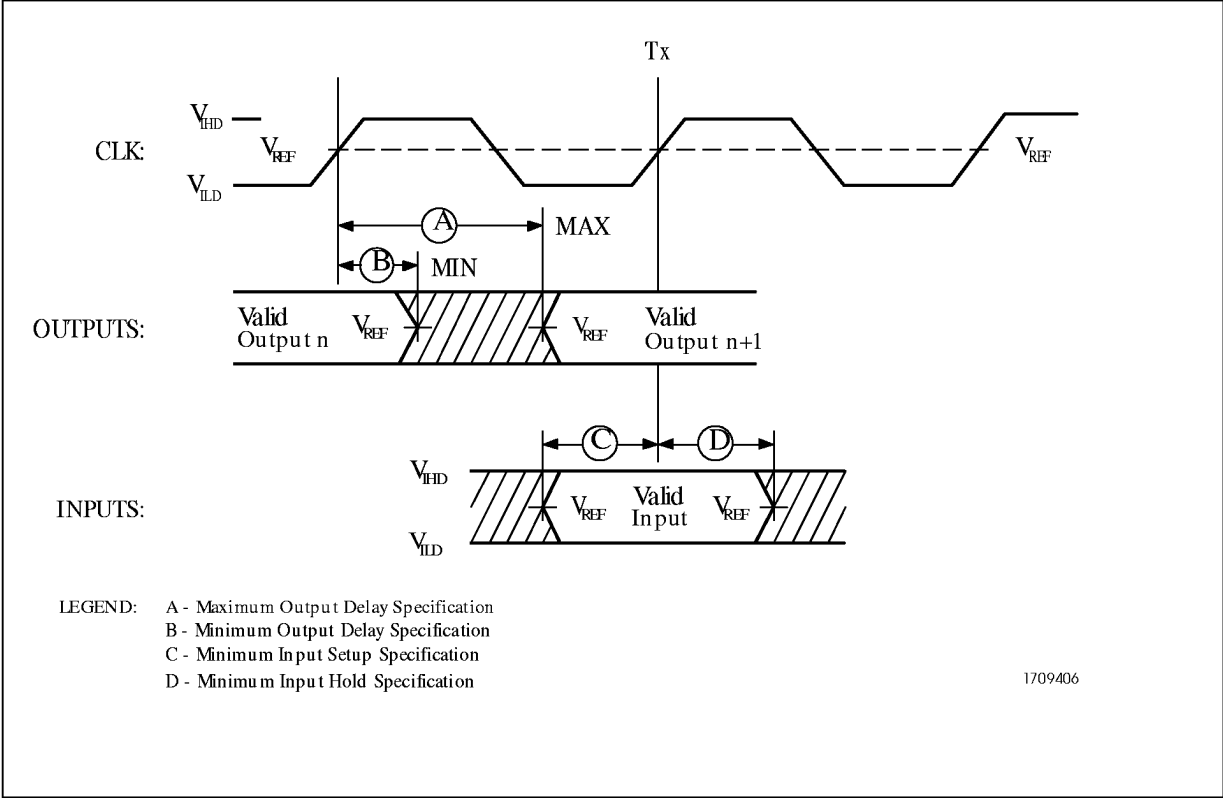 Tx
V_IHD
CLK: V_REF V_REF
V_ILD
A MAX
B MIN
OUTPUTS: Valid Output n V_REF V_REF Valid Output n+1
C D
V_IHD
INPUTS: V_REF Valid Input V_REF
V_ILD
LEGEND: A - Maximum Output Delay Specification
B - Minimum Output Delay Specification
C - Minimum Input Setup Specification
D - Minimum Input Hold Specification
1709406